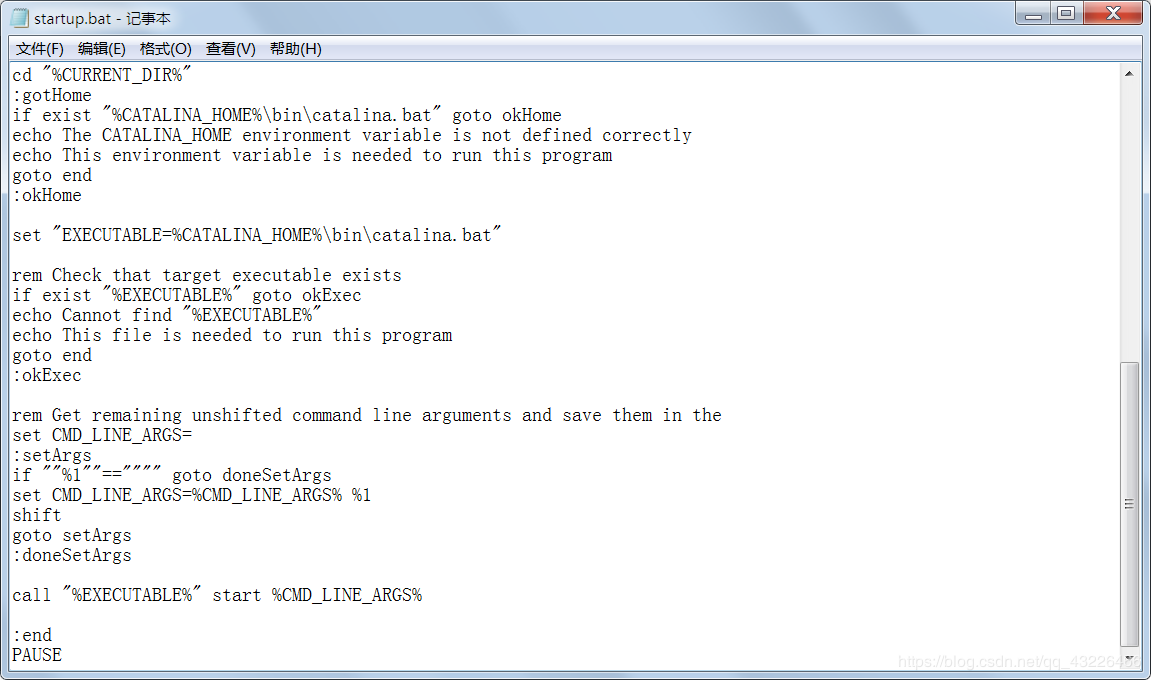 startup.bat - 记事本
文件(F) 编辑(E) 格式(O) 查看(V) 帮助(H)
cd "%CURRENT_DIR%"
:gotHome
if exist "%CATALINA_HOME%\bin\catalina.bat" goto okHome
echo The CATALINA_HOME environment variable is not defined correctly
echo This environment variable is needed to run this program
goto end
:okHome
set "EXECUTABLE=%CATALINA_HOME%\bin\catalina.bat"
rem Check that target executable exists
if exist "%EXECUTABLE%" goto okExec
echo Cannot find "%EXECUTABLE%"
echo This file is needed to run this program
goto end
:okExec
rem Get remaining unshifted command line arguments and save them in the
set CMD_LINE_ARGS=
:setArgs
if ""%1""=="""" goto doneSetArgs
set CMD_LINE_ARGS=%CMD_LINE_ARGS% %1
shift
goto setArgs
:doneSetArgs
call "%EXECUTABLE%" start %CMD_LINE_ARGS%
:end
PAUSE